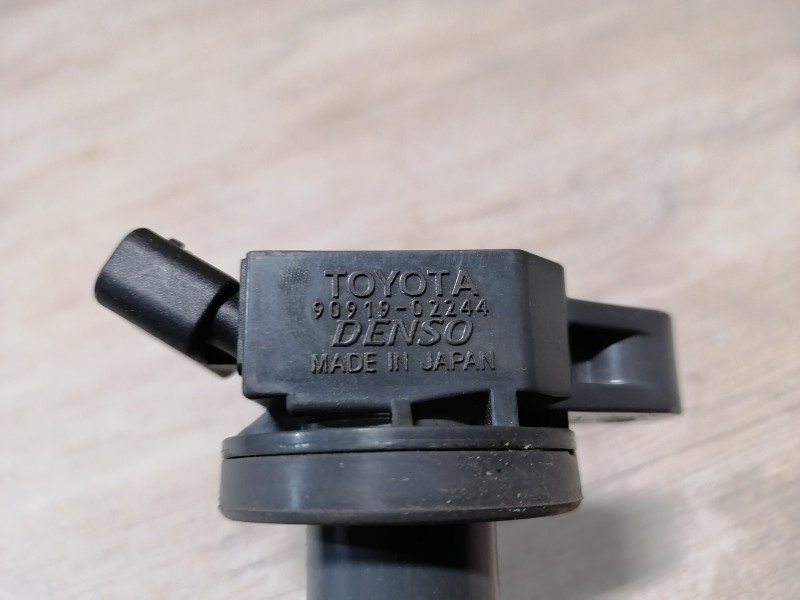 TOYOTA
90919-02244
DENSO
MADE IN JAPAN